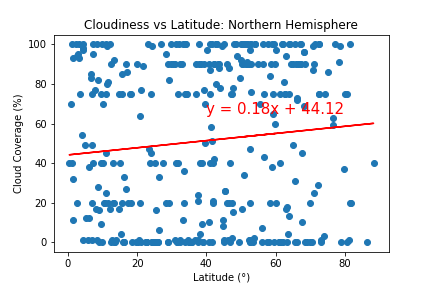 Cloudiness vs Latitude: Northern Hemisphere
100
80
60
40
20
0
Cloud Coverage (%)
y = 0.18x + 44.12
0 20 40 60 80
Latitude (°)